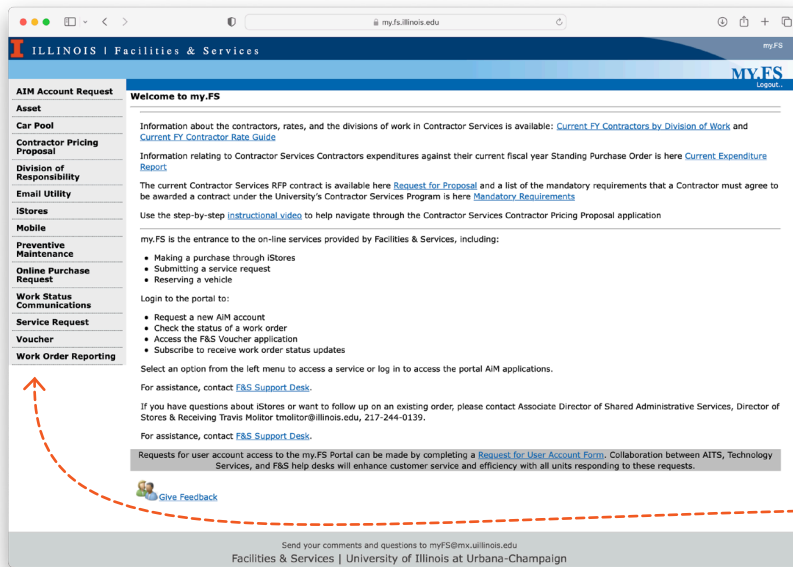 my.fs.illinois.edu
ILLINOIS | Facilities & Services
my.FS
MY.FS
Logout..
AIM Account Request
Asset
Car Pool
Contractor Pricing
Proposal
Division of
Responsibility
Email Utility
iStores
Mobile
Preventive
Maintenance
Online Purchase
Request
Work Status
Communications
Service Request
Voucher
Work Order Reporting
Welcome to my.FS
Information about the contractors, rates, and the divisions of work in Contractor Services is available: Current FY Contractors by Division of Work and
Current FY Contractor Rate Guide
Information relating to Contractor Services Contractors expenditures against their current fiscal year Standing Purchase Order is here Current Expenditure
Report
The current Contractor Services RFP contract is available here Request for Proposal and a list of the mandatory requirements that a Contractor must agree to
be awarded a contract under the University's Contractor Services Program is here Mandatory Requirements
Use the step-by-step instructional video to help navigate through the Contractor Services Contractor Pricing Proposal application
my.FS is the entrance to the on-line services provided by Facilities & Services, including:
• Making a purchase through iStores
• Submitting a service request
• Reserving a vehicle
Login to the portal to:
• Request a new AiM account
• Check the status of a work order
• Access the F&S Voucher application
• Subscribe to receive work order status updates
Select an option from the left menu to access a service or log in to access the portal AiM applications.
For assistance, contact F&S Support Desk.
If you have questions about iStores or want to follow up on an existing order, please contact Associate Director of Shared Administrative Services, Director of
Stores & Receiving Travis Molitor tmolitor@illinois.edu, 217-244-0139.
For assistance, contact F&S Support Desk.
Requests for user account access to the my.FS Portal can be made by completing a Request for User Account Form. Collaboration between AITS, Technology
Services, and F&S help desks will enhance customer service and efficiency with all units responding to these requests.
Give Feedback
Send your comments and questions to myFS@mx.uillinois.edu
Facilities & Services | University of Illinois at Urbana-Champaign